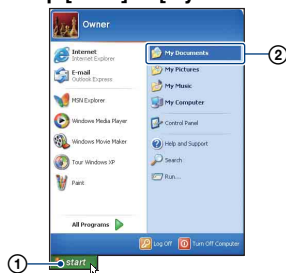 Owner
Internet
Internet Explorer
E-mail
Outlook Express
MSN Explorer
Windows Media Player
Windows Movie Maker
Tour Windows XP
Paint
All Programs
My Documents
My Pictures
My Music
My Computer
Control Panel
Help and Support
Search
Run...
Log Off
Turn Off Computer
start
1
2